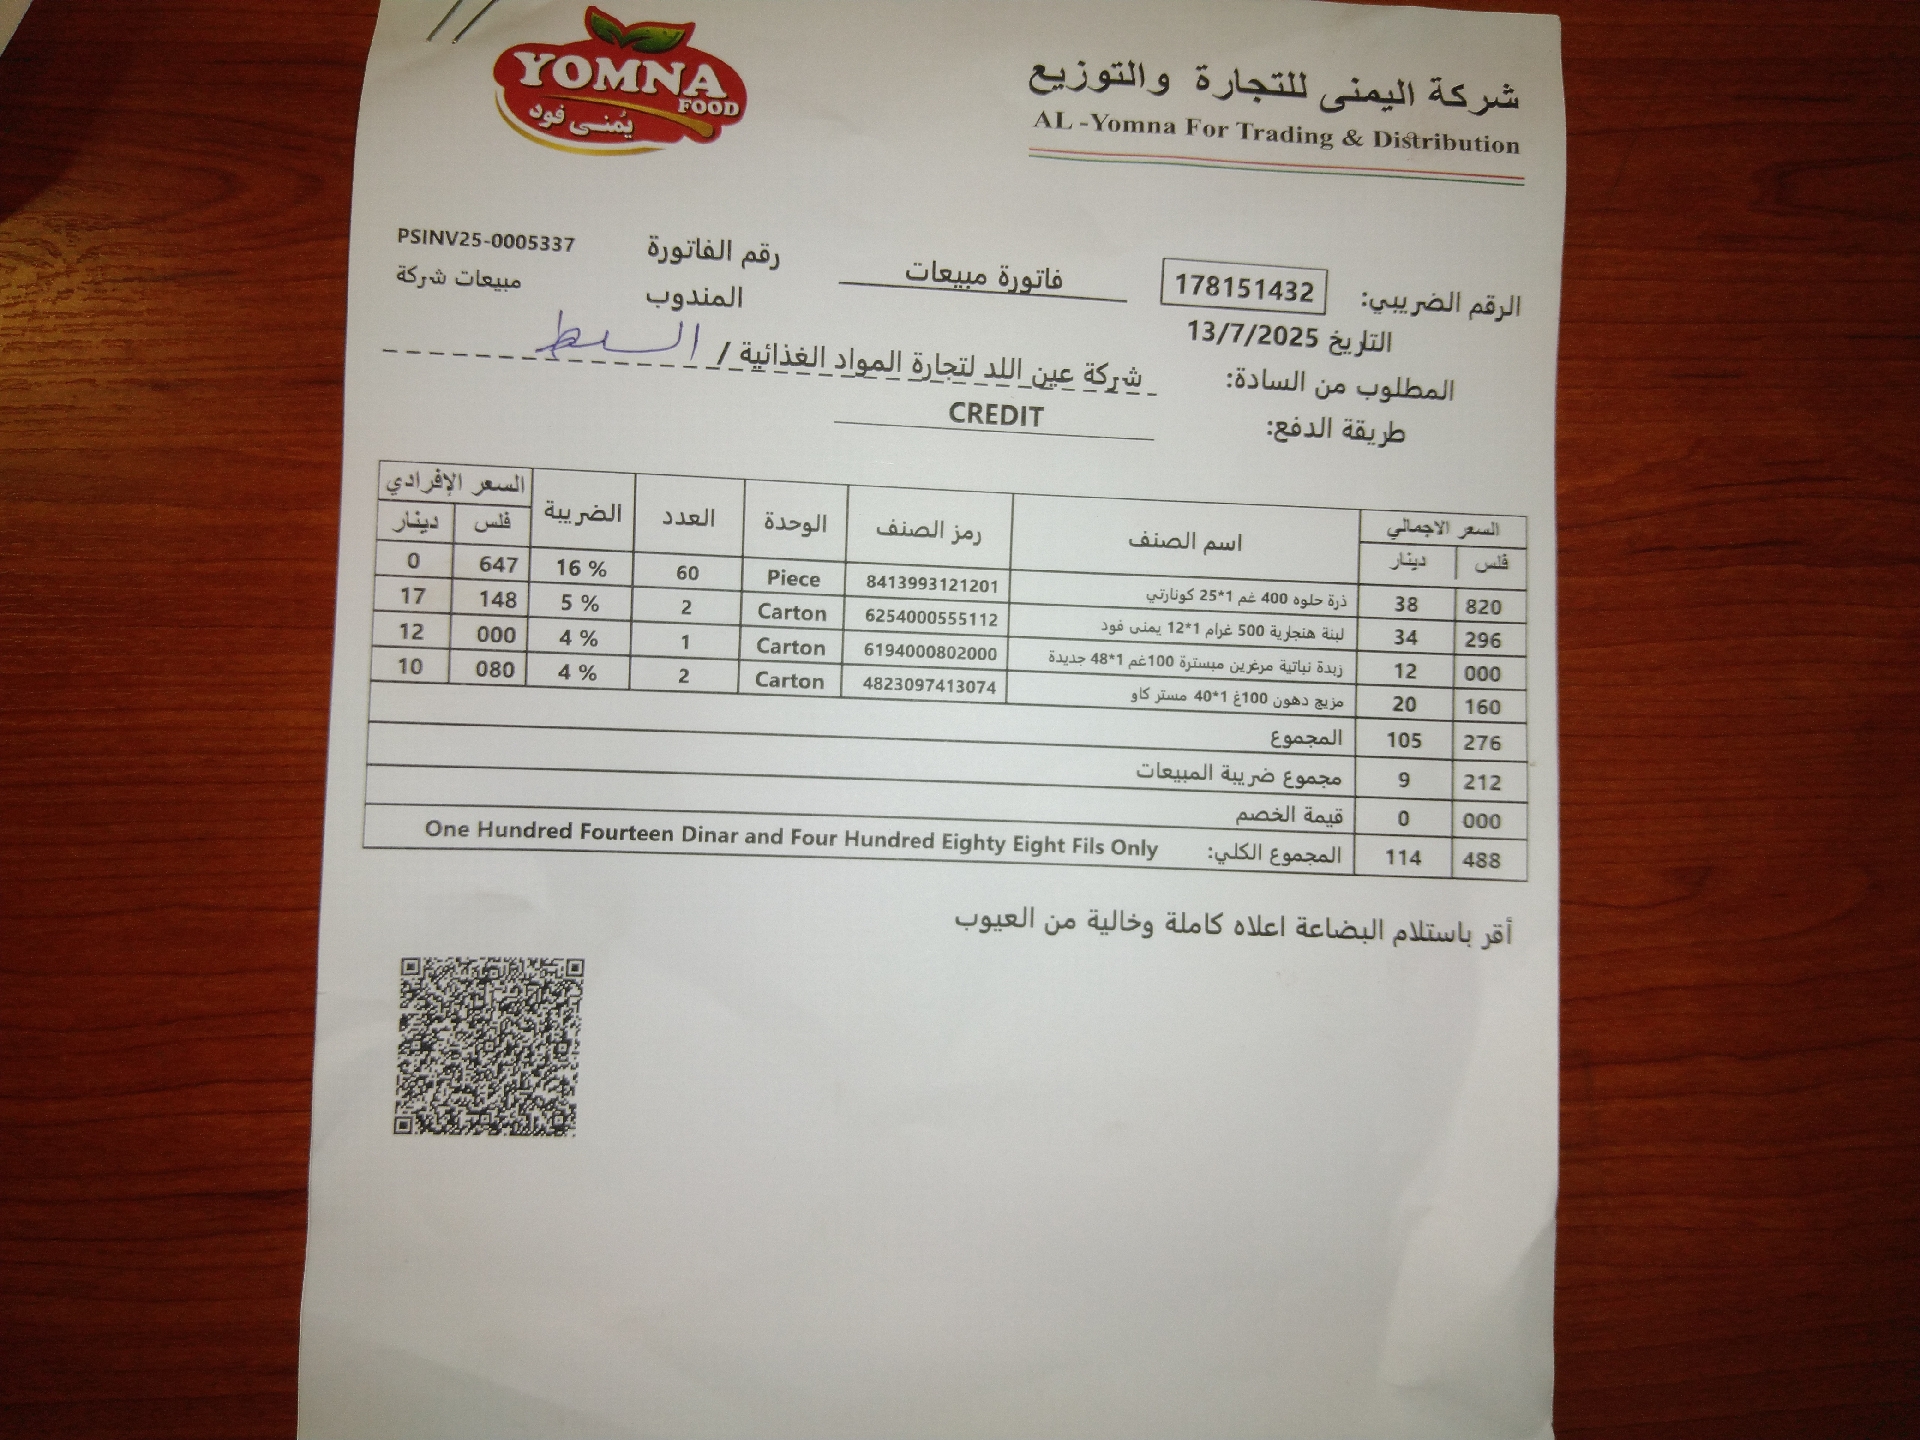 YOMNA
FOOD
يُمنى فود
شركة اليمنى للتجارة والتوزيع
AL -Yomna For Trading & Distribution
الرقم الضريبي: 178151432 فاتورة مبيعات رقم الفاتورة PSINV25-0005337
التاريخ 13/7/2025 المندوب مبيعات شركة
المطلوب من السادة: شركة عين اللد لتجارة المواد الغذائية / السلط
طريقة الدفع: CREDIT
السعر الاجمالي اسم الصنف رمز الصنف الوحدة العدد الضريبة السعر الإفرادي
فلس دينار فلس دينار
820 38 ذرة حلوه 400 غم 1*25 كونارتي 8413993121201 Piece 60 16 % 647 0
296 34 لبنة هنجارية 500 غرام 1*12 يمنى فود 6254000555112 Carton 2 5 % 148 17
000 12 زبدة نباتية مرغرين مبسترة 100غم 1*48 جديدة 6194000802000 Carton 1 4 % 000 12
160 20 مزيج دهون 100غ 1*40 مستر كاو 4823097413074 Carton 2 4 % 080 10
276 105 المجموع
212 9 مجموع ضريبة المبيعات
000 0 قيمة الخصم
488 114 المجموع الكلي: One Hundred Fourteen Dinar and Four Hundred Eighty Eight Fils Only
أقر باستلام البضاعة اعلاه كاملة وخالية من العيوب